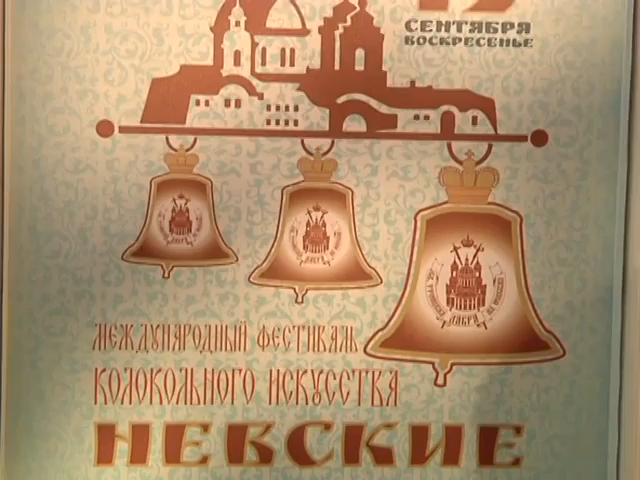 СЕНТЯБРЯ
ВОСКРЕСЕНЬЕ
МЕЖДУНАРОДНЫЙ ФЕСТИВАЛЬ
КОЛОКОЛЬНОГО ИСКУССТВА
НЕВСКИЕ